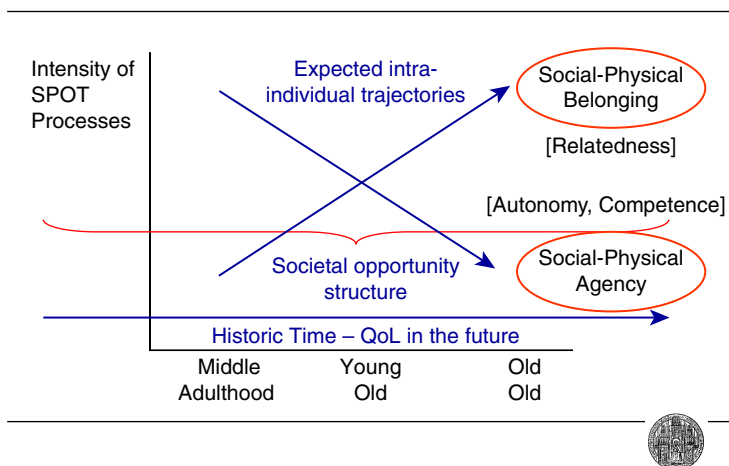 Intensity of
SPOT
Processes
Expected intra-
individual trajectories
Social-Physical
Belonging
[Relatedness]
[Autonomy, Competence]
Societal opportunity
structure
Social-Physical
Agency
Historic Time – QoL in the future
Middle
Adulthood
Young
Old
Old
Old